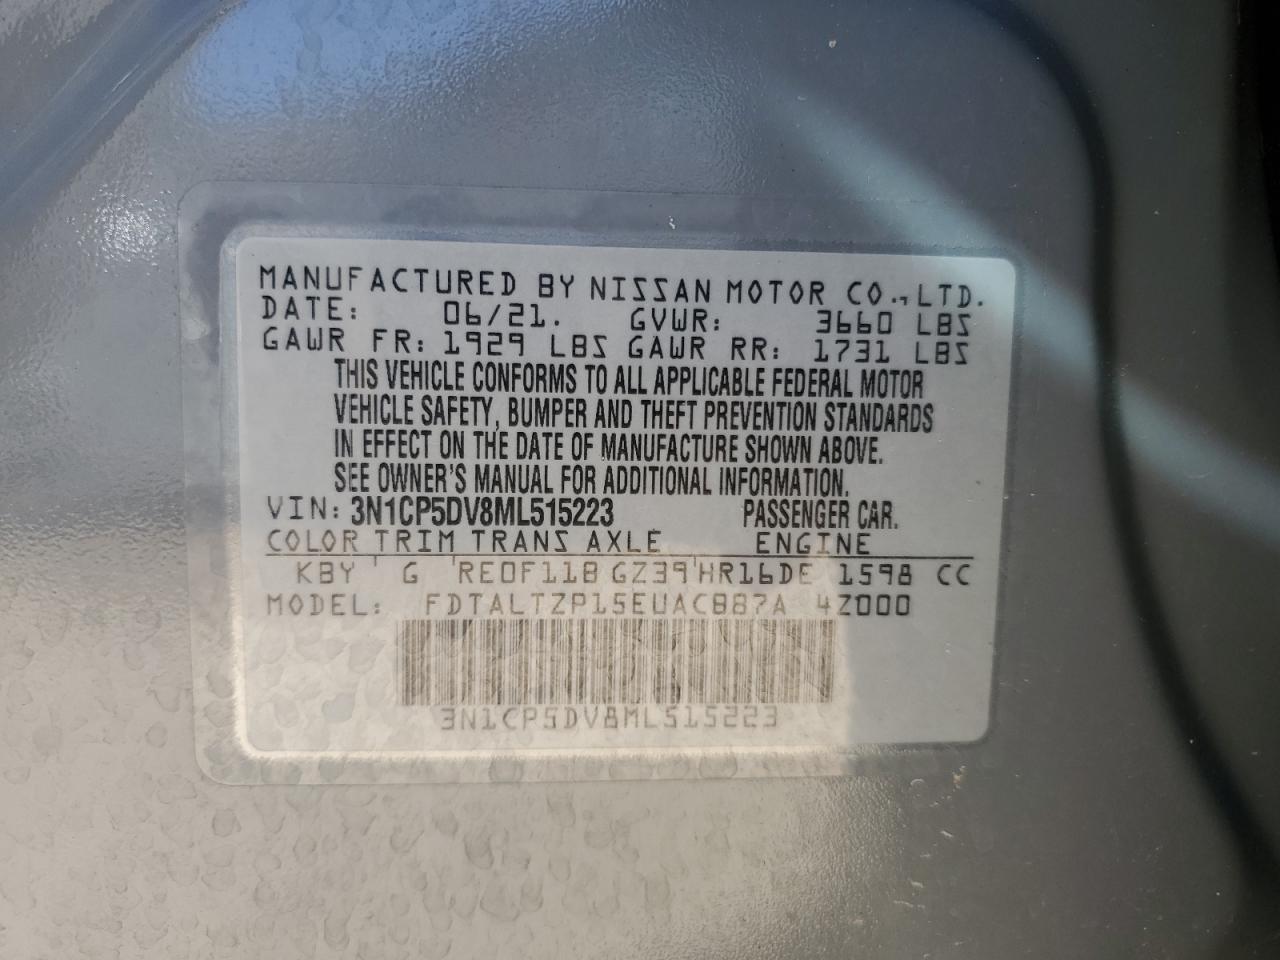 MANUFACTURED BY NISSAN MOTOR CO.,LTD.
DATE: 06/21. GVWR: 3660 LBS
GAWR FR: 1929 LBS GAWR RR: 1731 LBS
THIS VEHICLE CONFORMS TO ALL APPLICABLE FEDERAL MOTOR
VEHICLE SAFETY, BUMPER AND THEFT PREVENTION STANDARDS
IN EFFECT ON THE DATE OF MANUFACTURE SHOWN ABOVE.
SEE OWNER'S MANUAL FOR ADDITIONAL INFORMATION.
VIN: 3N1CP5DV8ML515223 PASSENGER CAR.
COLOR TRIM TRANS AXLE ENGINE
KBY G RE0F11B GZ39 HR16DE 1598 CC
MODEL: 4Z000
3N1CP5DV8ML515223